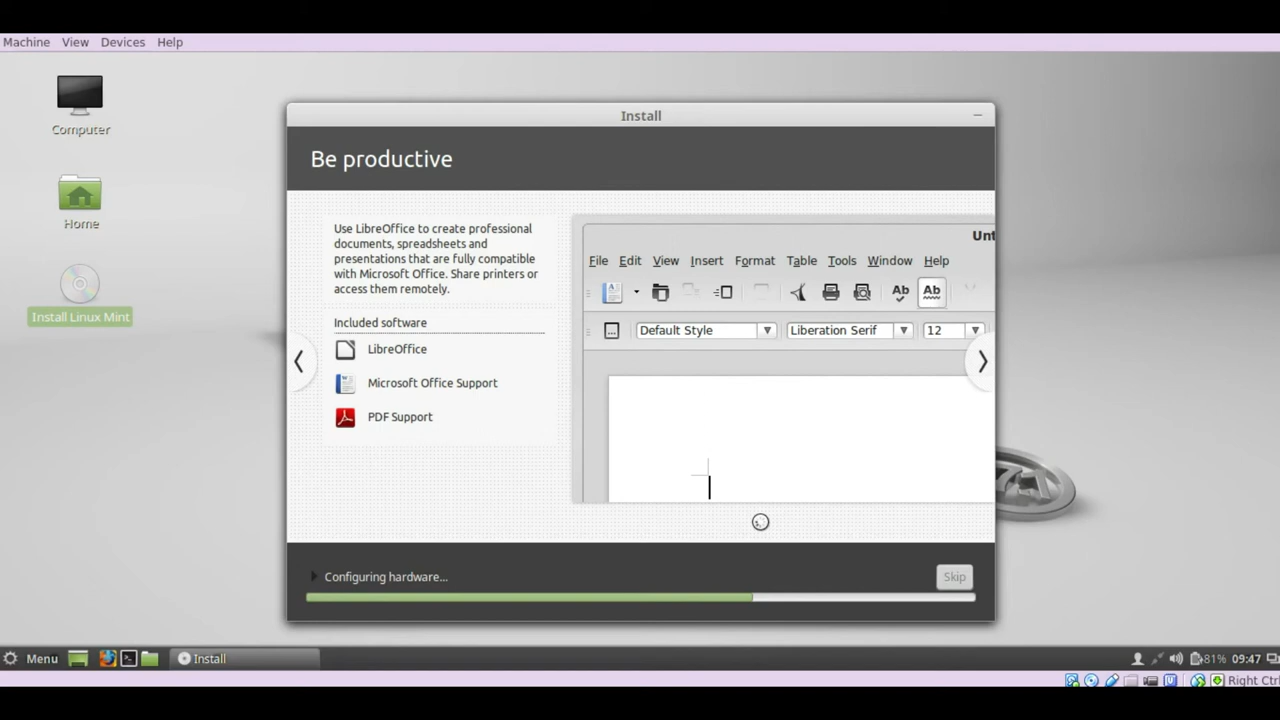 Machine View Devices Help
Computer
Home
Install Linux Mint
Install
Be productive
Use LibreOffice to create professional
documents, spreadsheets and
presentations that are fully compatible
with Microsoft Office. Share printers or
access them remotely.
Included software
LibreOffice
Microsoft Office Support
PDF Support
Unt
File Edit View Insert Format Table Tools Window Help
Ab Ab
Default Style Liberation Serif 12
Configuring hardware...
Skip
Menu Install 81% 09:47
Right Ctrl